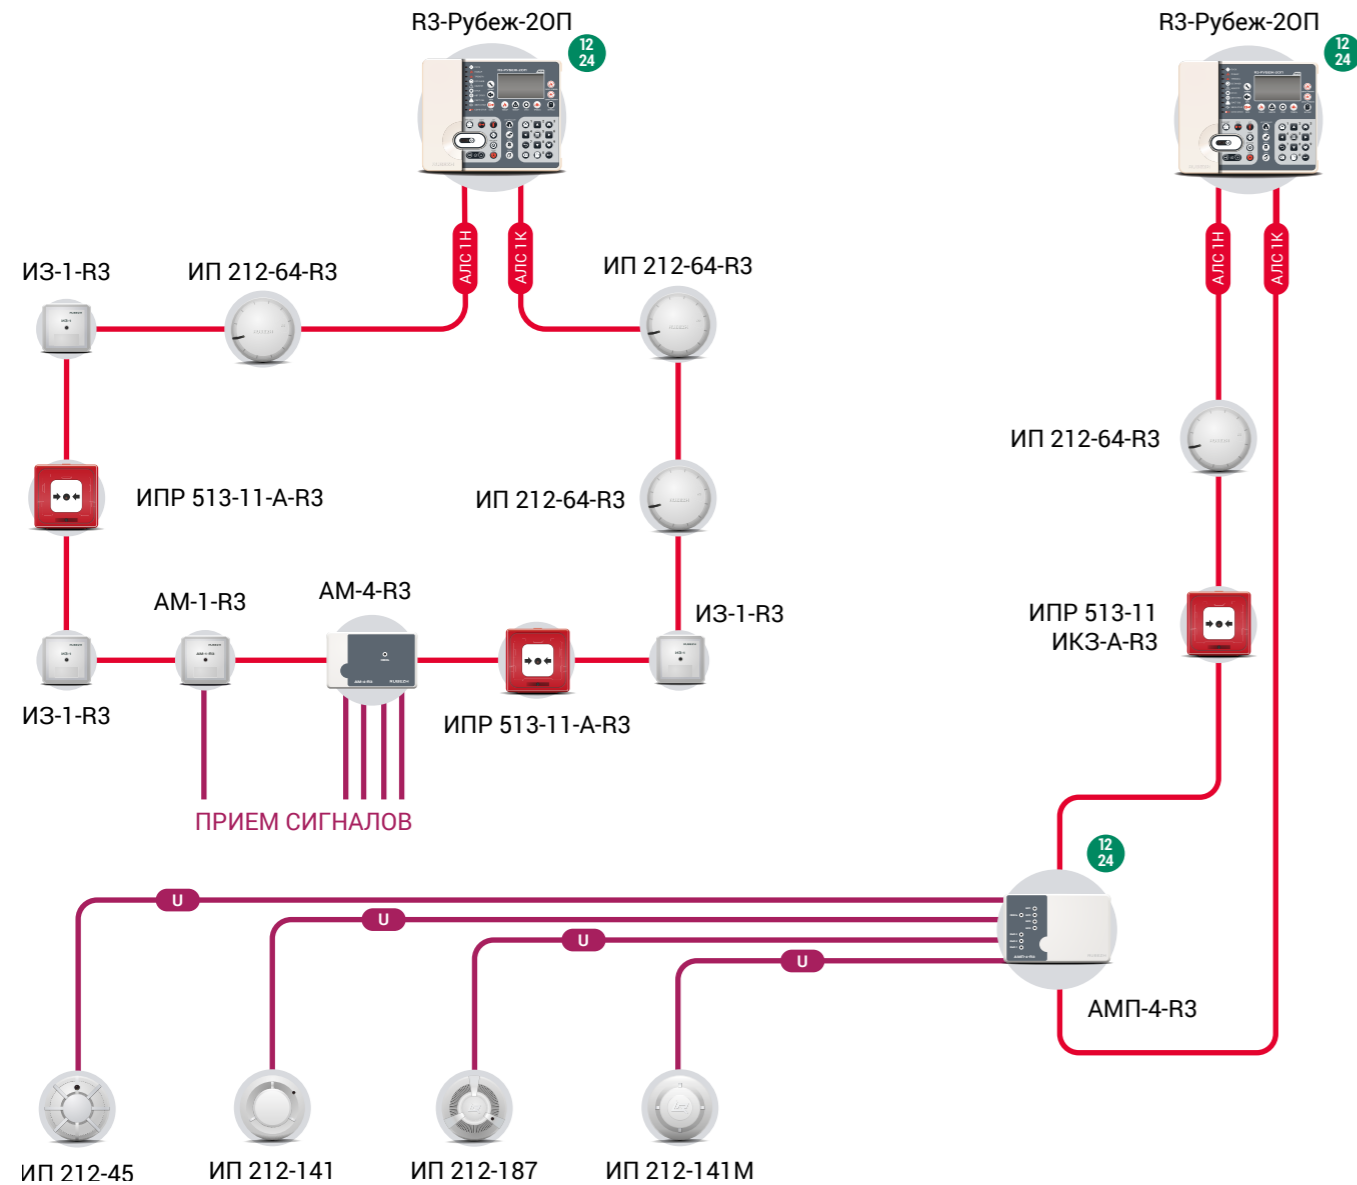 R3-Рубеж-2ОП
12
24
R3-Рубеж-2ОП
12
24
АЛС 1Н
АЛС 1К
АЛС 1Н
АЛС 1К
ИЗ-1-R3
ИП 212-64-R3
ИП 212-64-R3
ИП 212-64-R3
ИПР 513-11-А-R3
ИП 212-64-R3
АМ-1-R3
АМ-4-R3
ИЗ-1-R3
ИПР 513-11
ИКЗ-А-R3
ИЗ-1-R3
ИПР 513-11-А-R3
ПРИЕМ СИГНАЛОВ
12
24
U
U
U
U
АМП-4-R3
ИП 212-45
ИП 212-141
ИП 212-187
ИП 212-141М